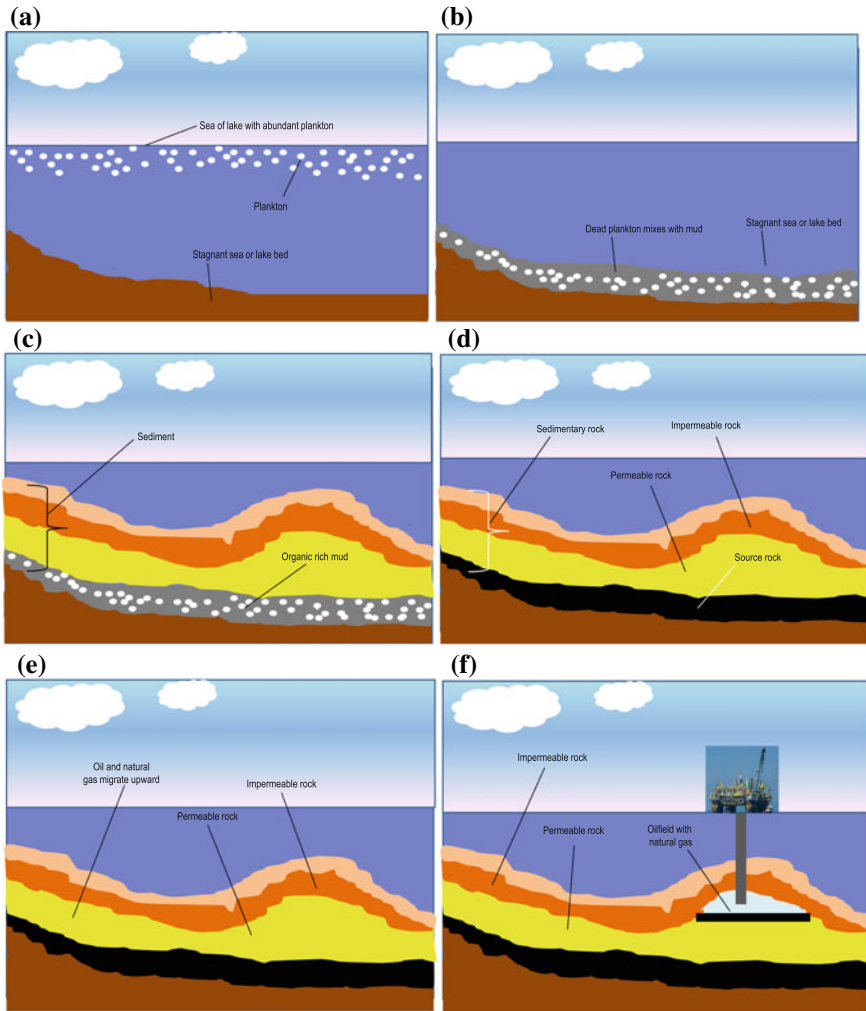 (a)
Sea of lake with abundant plankton
Plankton
Stagnant sea or lake bed
(b)
Dead plankton mixes with mud
Stagnant sea or lake bed
(c)
Sediment
Organic rich mud
(d)
Sedimentary rock
Impermeable rock
Permeable rock
Source rock
(e)
Oil and natural
gas migrate upward
Impermeable rock
Permeable rock
(f)
Impermeable rock
Permeable rock
Oilfield with
natural gas